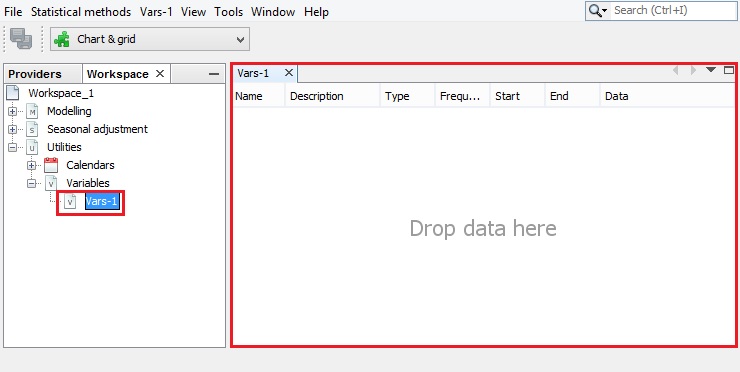 File Statistical methods Vars-1 View Tools Window Help Search (Ctrl+I)
Chart & grid
Providers Workspace
Workspace_1
Modelling
Seasonal adjustment
Utilities
Calendars
Variables
Vars-1
Vars-1
Name Description Type Frequ... Start End Data
Drop data here